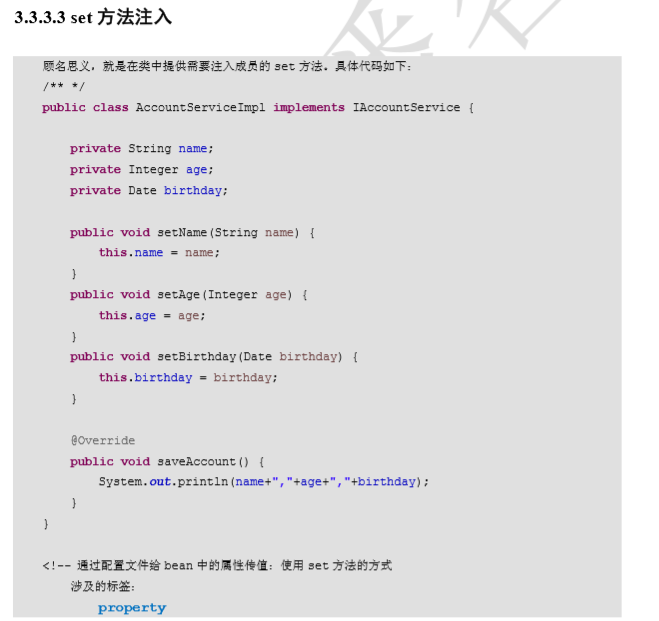 3.3.3.3 set 方法注入
顾名思义，就是在类中提供需要注入成员的 set 方法。具体代码如下：
/** */
public class AccountServiceImpl implements IAccountService {
private String name;
private Integer age;
private Date birthday;
public void setName(String name) {
this.name = name;
}
public void setAge(Integer age) {
this.age = age;
}
public void setBirthday(Date birthday) {
this.birthday = birthday;
}
@Override
public void saveAccount() {
System.out.println(name+","+age+","+birthday);
}
}
<!-- 通过配置文件给 bean 中的属性传值：使用 set 方法的方式
涉及的标签：
property